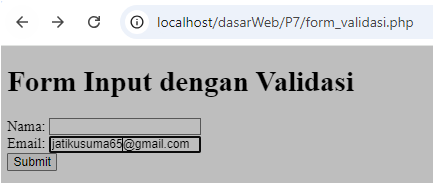 localhost/dasarWeb/P7/form_validasi.php
Form Input dengan Validasi
Nama:
Email: jatikusuma65@gmail.com
Submit